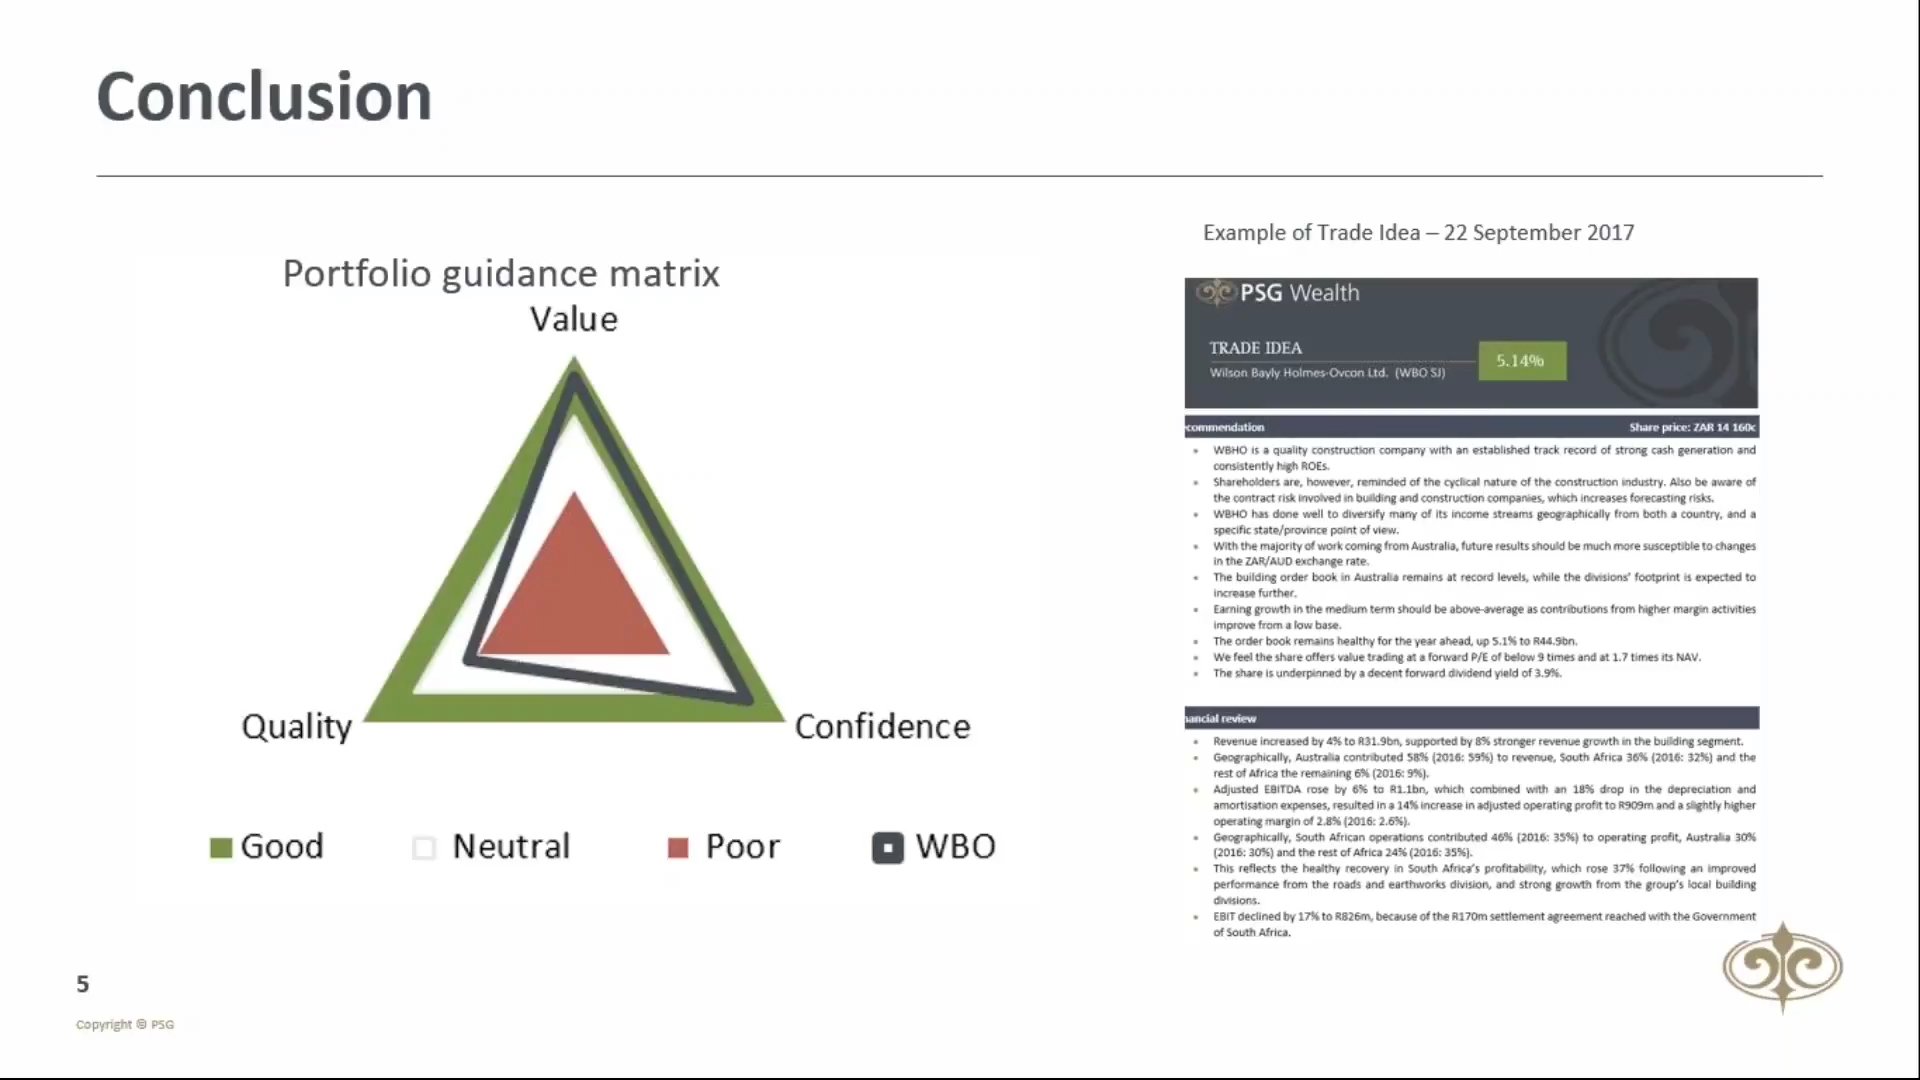 Conclusion
Example of Trade Idea – 22 September 2017
Portfolio guidance matrix
Value
Quality
Confidence
Good
Neutral
Poor
WBO
PSG Wealth
TRADE IDEA
5.14%
Wilson Bayly Holmes-Ovcon Ltd. (WBO SJ)
commendation
Share price: ZAR 14 160c
WBHO is a quality construction company with an established track record of strong cash generation and
consistently high ROEs.
Shareholders are, however, reminded of the cyclical nature of the construction industry. Also be aware of
the contract risk involved in building and construction companies, which increases forecasting risks.
WBHO has done well to diversify many of its income streams geographically from both a country, and a
specific state/province point of view.
With the majority of work coming from Australia, future results should be much more susceptible to changes
in the ZAR/AUD exchange rate.
The building order book in Australia remains at record levels, while the divisions' footprint is expected to
increase further.
Earning growth in the medium term should be above-average as contributions from higher margin activities
improve from a low base.
The order book remains healthy for the year ahead, up 5.1% to R44.9bn.
We feel the share offers value trading at a forward P/E of below 9 times and at 1.7 times its NAV.
The share is underpinned by a decent forward dividend yield of 3.9%.
ancial review
Revenue increased by 4% to R31.9bn, supported by 8% stronger revenue growth in the building segment.
Geographically, Australia contributed 58% (2016: 59%) to revenue, South Africa 36% (2016: 32%) and the
rest of Africa the remaining 6% (2016: 9%).
Adjusted EBITDA rose by 6% to R1.1bn, which combined with an 18% drop in the depreciation and
amortisation expenses, resulted in a 14% increase in adjusted operating profit to R909m and a slightly higher
operating margin of 2.8% (2016: 2.6%).
Geographically, South African operations contributed 46% (2016: 35%) to operating profit, Australia 30%
(2016: 30%) and the rest of Africa 24% (2016: 35%).
This reflects the healthy recovery in South Africa's profitability, which rose 37% following an improved
performance from the roads and earthworks division, and strong growth from the group's local building
divisions.
EBIT declined by 17% to R826m, because of the R170m settlement agreement reached with the Government
of South Africa.
5
Copyright © PSG